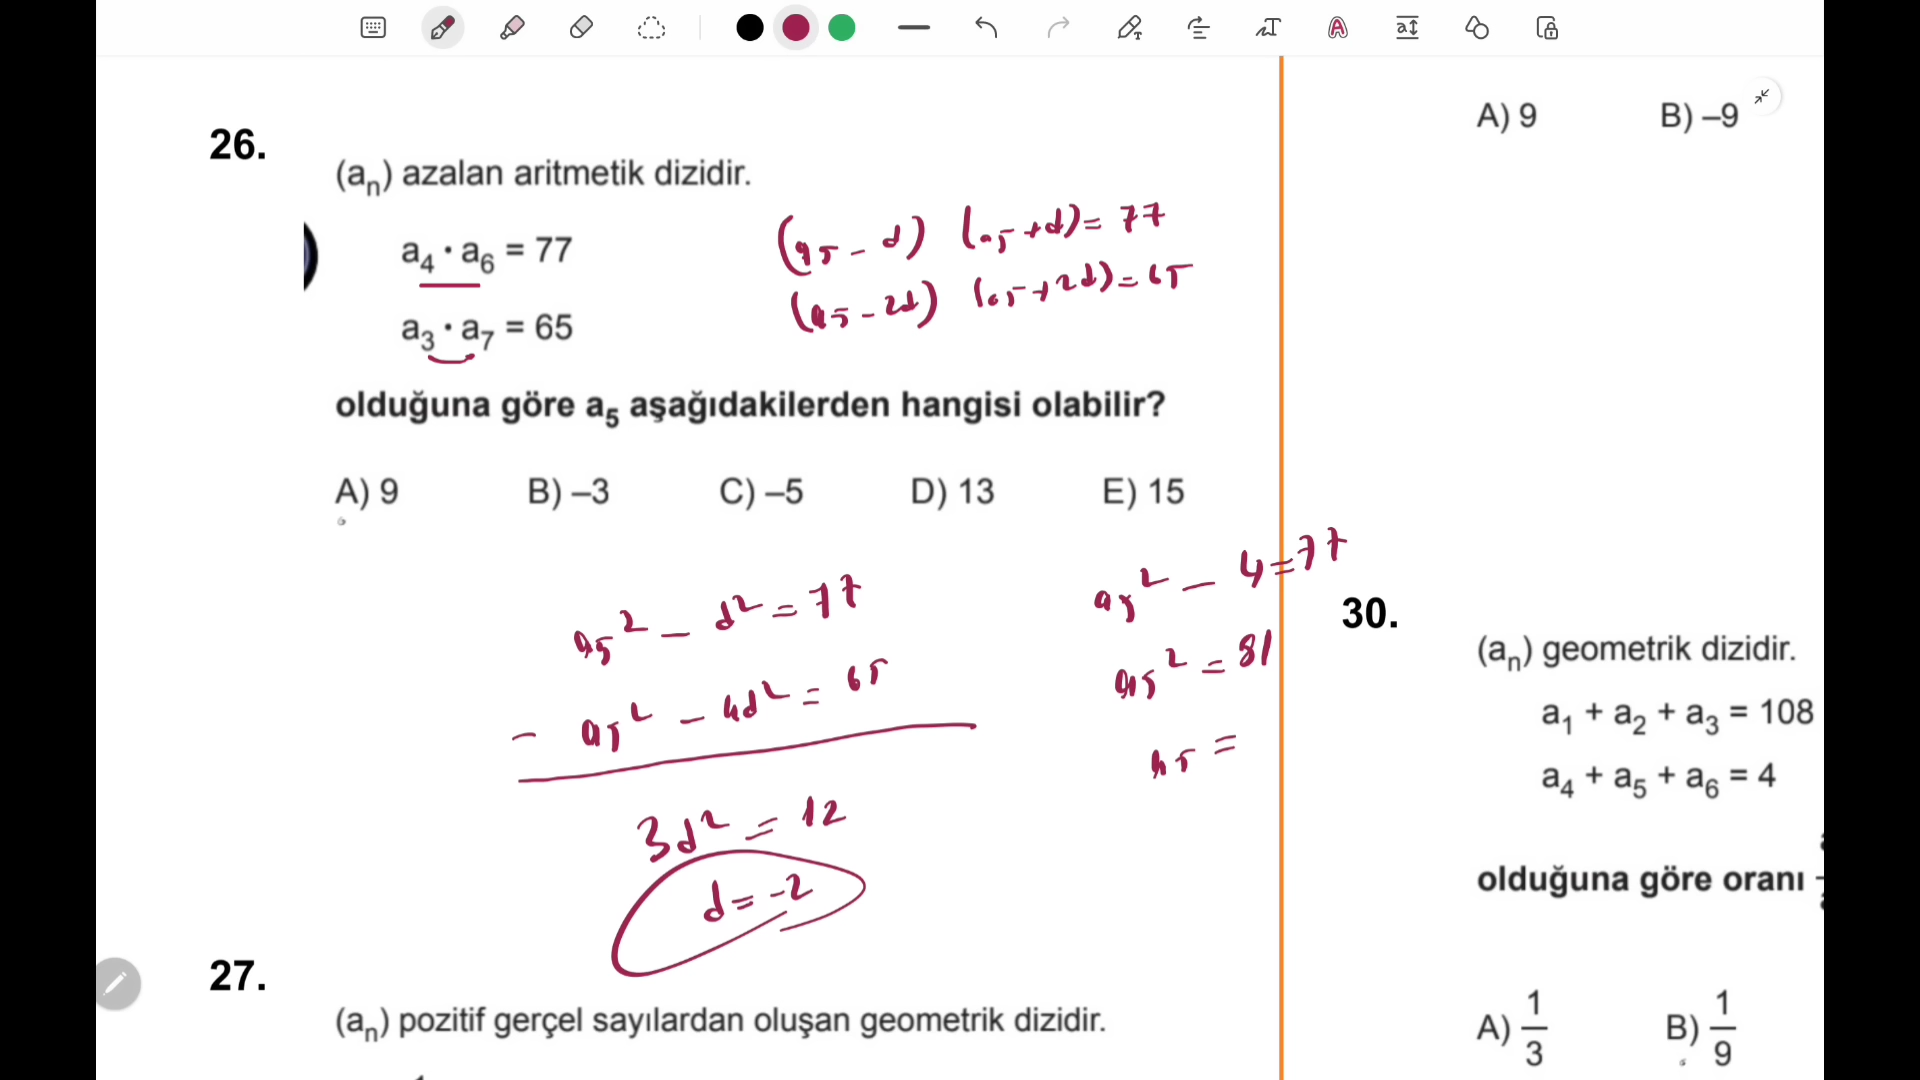 A) 9 B) –9
26.
(aₙ) azalan aritmetik dizidir.
a₄ · a₆ = 77
a₃ · a₇ = 65
(a₅ - d) (a₅ + d) = 77
(a₅ - 2d) (a₅ + 2d) = 65
olduğuna göre a₅ aşağıdakilerden hangisi olabilir?
A) 9 B) –3 C) –5 D) 13 E) 15
a₅² - d² = 77
- a₅² - 4d² = 65
3d² = 12
d = -2
a₅² - 4 = 77
a₅² = 81
a₅ =
27.
(aₙ) pozitif gerçel sayılardan oluşan geometrik dizidir.
30.
(aₙ) geometrik dizidir.
a₁ + a₂ + a₃ = 108
a₄ + a₅ + a₆ = 4
olduğuna göre oranı
A) 1/3 B) 1/9